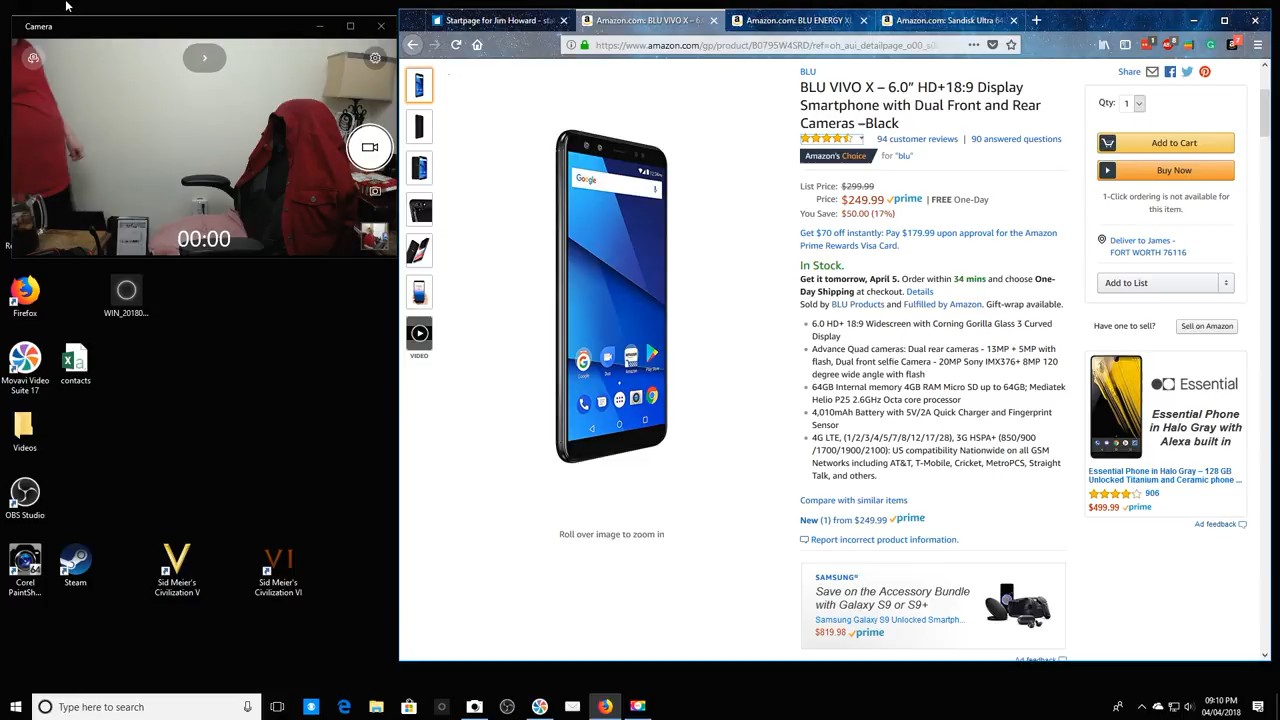 Camera
00:00
Firefox
WIN_20180...
Movavi Video
Suite 17
contacts
Videos
OBS Studio
Corel
PaintSh...
Steam
Sid Meier's
Civilization V
Sid Meier's
Civilization VI
Startpage for Jim Howard - sta
Amazon.com: BLU VIVO X – 6.0
Amazon.com: BLU ENERGY XL
Amazon.com: Sandisk Ultra 64
https://www.amazon.com/gp/product/B0795W4SRD/ref=oh_aui_detailpage_o00_s0
BLU
BLU VIVO X – 6.0” HD+18:9 Display
Smartphone with Dual Front and Rear
Cameras –Black
94 customer reviews | 90 answered questions
Amazon's Choice for "blu"
List Price: $299.99
Price: $249.99 prime | FREE One-Day
You Save: $50.00 (17%)
Get $70 off instantly: Pay $179.99 upon approval for the Amazon
Prime Rewards Visa Card.
In Stock.
Get it tomorrow, April 5. Order within 34 mins and choose One-
Day Shipping at checkout. Details
Sold by BLU Products and Fulfilled by Amazon. Gift-wrap available.
6.0 HD+ 18:9 Widescreen with Corning Gorilla Glass 3 Curved
Display
Advance Quad cameras: Dual rear cameras - 13MP + 5MP with
flash, Dual front selfie Camera - 20MP Sony IMX376+ 8MP 120
degree wide angle with flash
64GB Internal memory 4GB RAM Micro SD up to 64GB; Mediatek
Helio P25 2.6GHz Octa core processor
4,010mAh Battery with 5V/2A Quick Charger and Fingerprint
Sensor
4G LTE, (1/2/3/4/5/7/8/12/17/28), 3G HSPA+ (850/900
/1700/1900/2100): US compatibility Nationwide on all GSM
Networks including AT&T, T-Mobile, Cricket, MetroPCS, Straight
Talk, and others.
Compare with similar items
New (1) from $249.99 prime
Report incorrect product information.
SAMSUNG
Save on the Accessory Bundle
with Galaxy S9 or S9+
Samsung Galaxy S9 Unlocked Smartph...
$819.98 prime
Ad feedback
VIDEO
Google
Roll over image to zoom in
Share
Qty: 1
Add to Cart
Buy Now
1-Click ordering is not available for
this item.
Deliver to James -
FORT WORTH 76116
Add to List
Have one to sell? Sell on Amazon
Essential
Essential Phone
in Halo Gray with
Alexa built in
Essential Phone in Halo Gray – 128 GB
Unlocked Titanium and Ceramic phone ...
906
$499.99 prime
Ad feedback
Type here to search
09:10 PM
04/04/2018